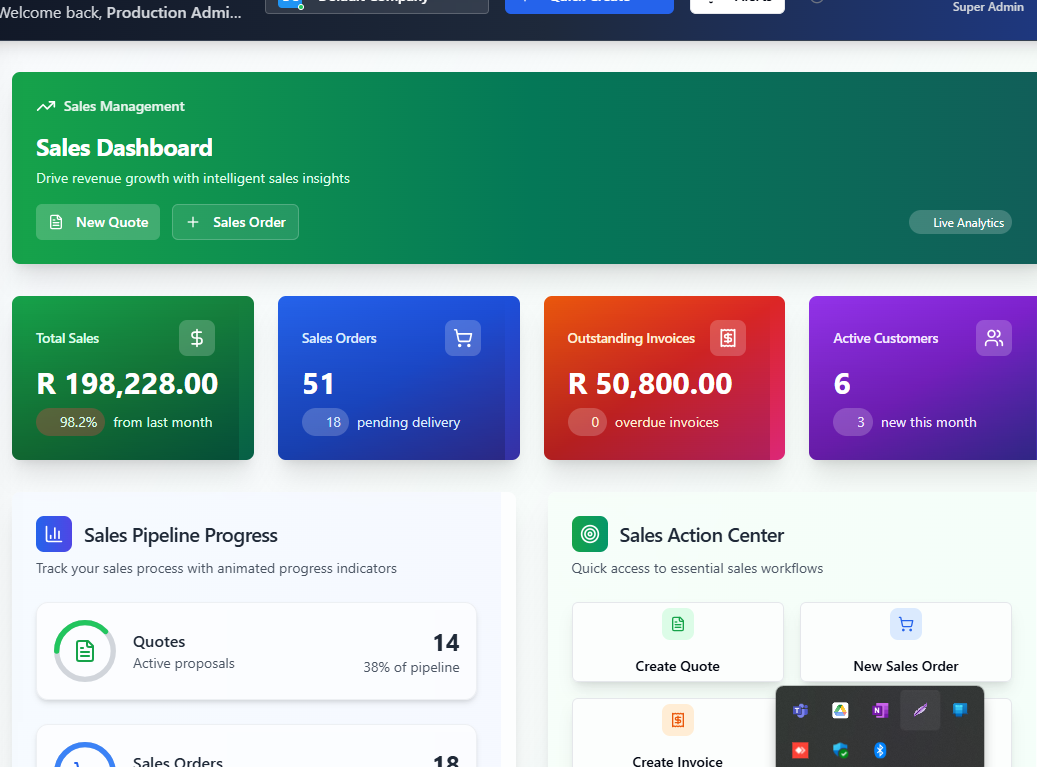 Welcome back, Production Admi...
Default Company
Quick Create
Alerts
Super Admin
Sales Management
Sales Dashboard
Drive revenue growth with intelligent sales insights
New Quote
Sales Order
Live Analytics
Total Sales
R 198,228.00
98.2% from last month
Sales Orders
51
18 pending delivery
Outstanding Invoices
R 50,800.00
0 overdue invoices
Active Customers
6
3 new this month
Sales Pipeline Progress
Track your sales process with animated progress indicators
Quotes
14
Active proposals
38% of pipeline
Sales Orders
18
Sales Action Center
Quick access to essential sales workflows
Create Quote
New Sales Order
Create Invoice